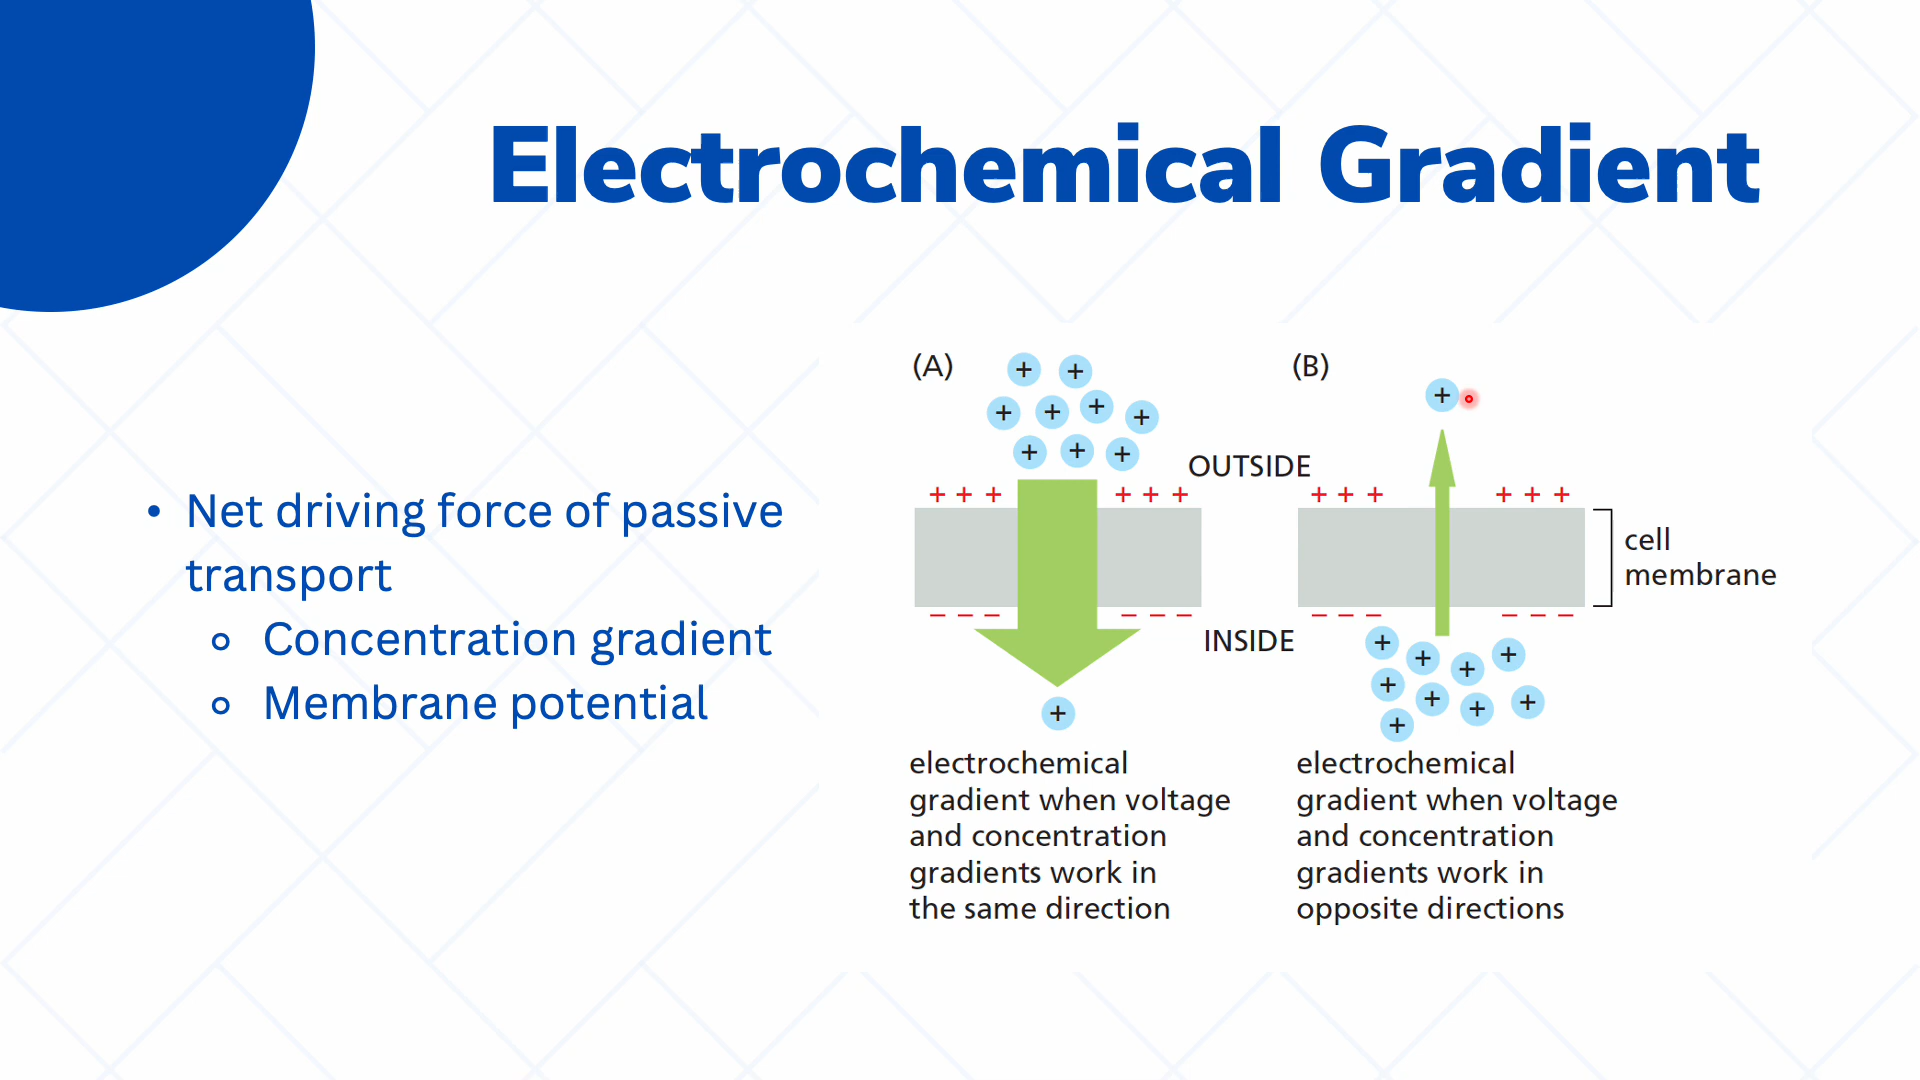 Electrochemical Gradient
• Net driving force of passive
transport
Concentration gradient
Membrane potential
(A)
+ +
+ + + +
+ + +
+ + + + + +
− − − − − −
+
electrochemical
gradient when voltage
and concentration
gradients work in
the same direction
OUTSIDE
INSIDE
(B)
+
+ + + + + +
− − − − − −
+ + + +
+ + + +
+
cell
membrane
electrochemical
gradient when voltage
and concentration
gradients work in
opposite directions